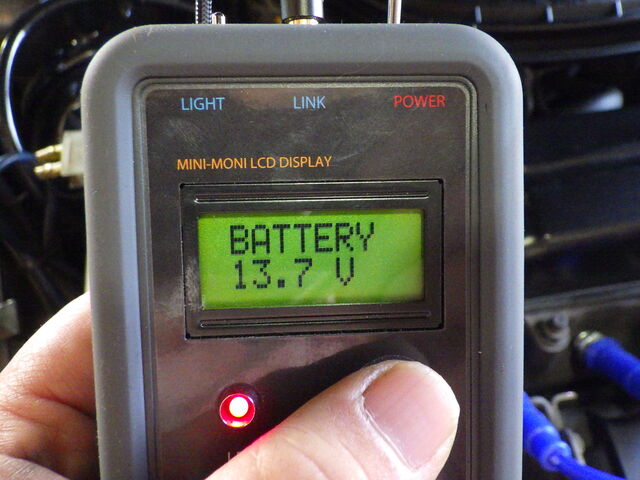 LIGHT LINK POWER
MINI-MONI LCD DISPLAY
BATTERY
13.7 V